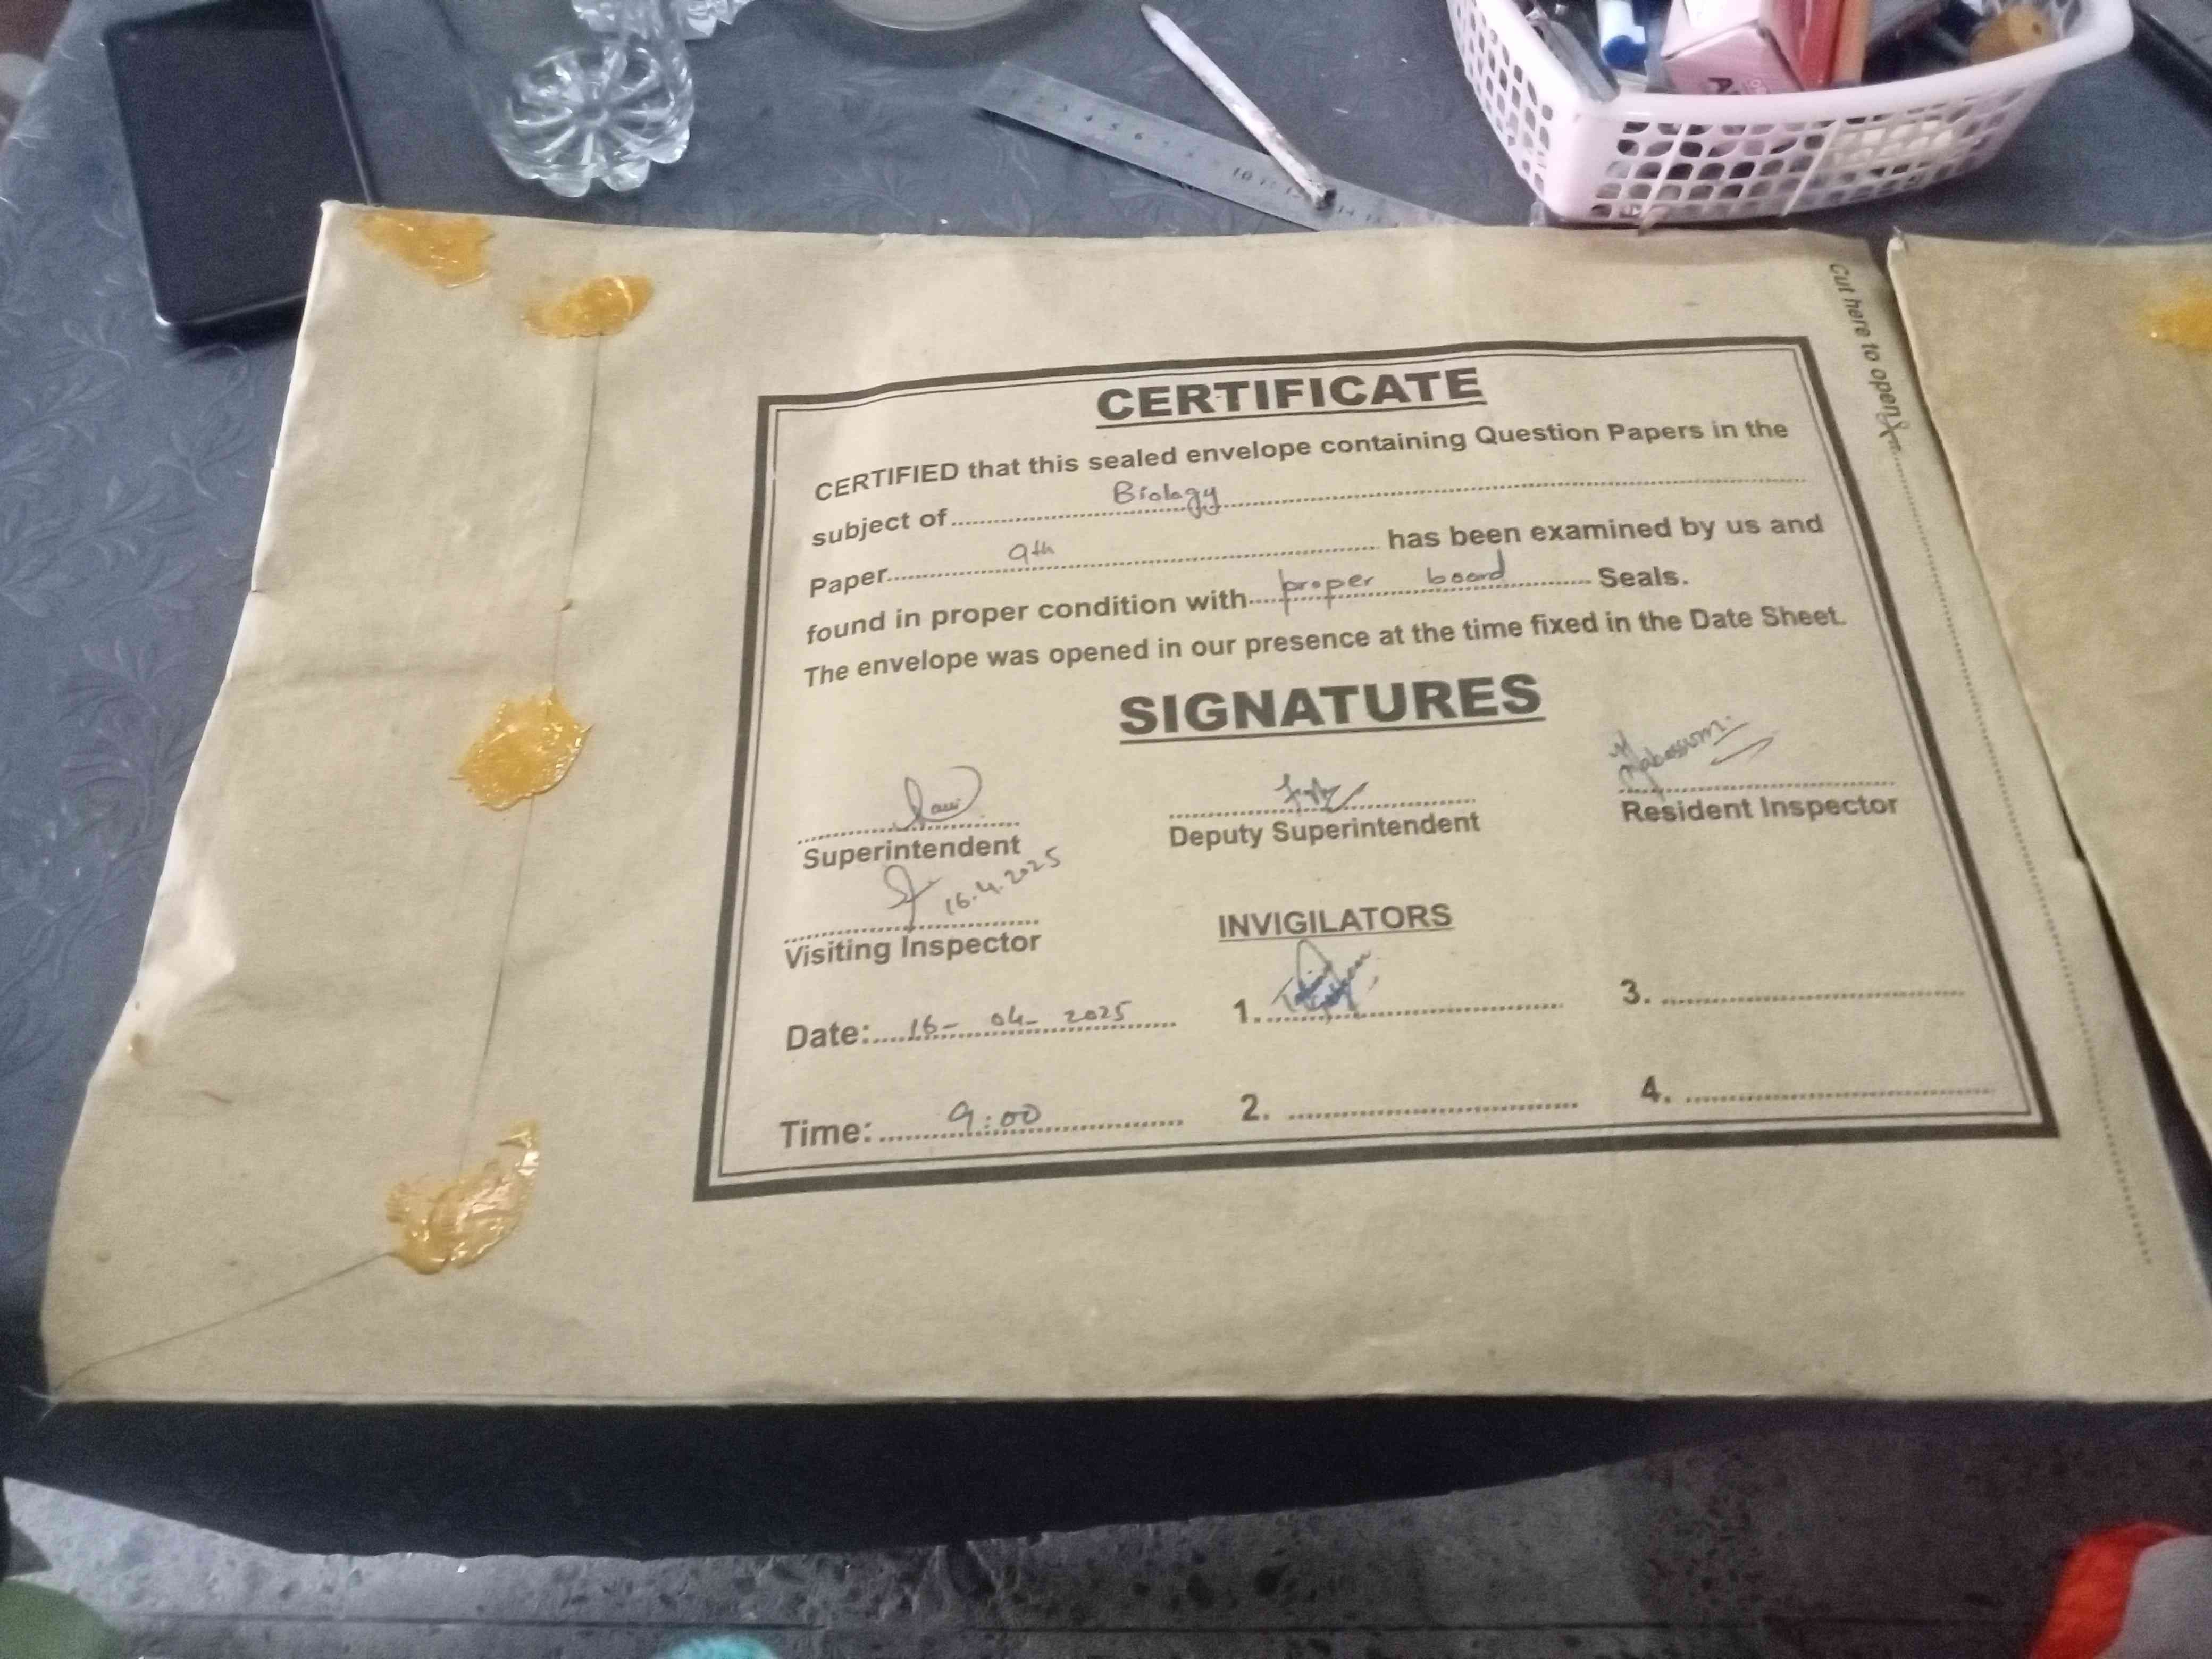 Cut here to open
CERTIFICATE
CERTIFIED that this sealed envelope containing Question Papers in the
subject of Biology
Paper 9th has been examined by us and
found in proper condition with proper board Seals.
The envelope was opened in our presence at the time fixed in the Date Sheet.
SIGNATURES
Superintendent
Deputy Superintendent
Resident Inspector
16.4.2025
Visiting Inspector
INVIGILATORS
Date: 16-04-2025
1.
3.
Time: 9:00
2.
4.